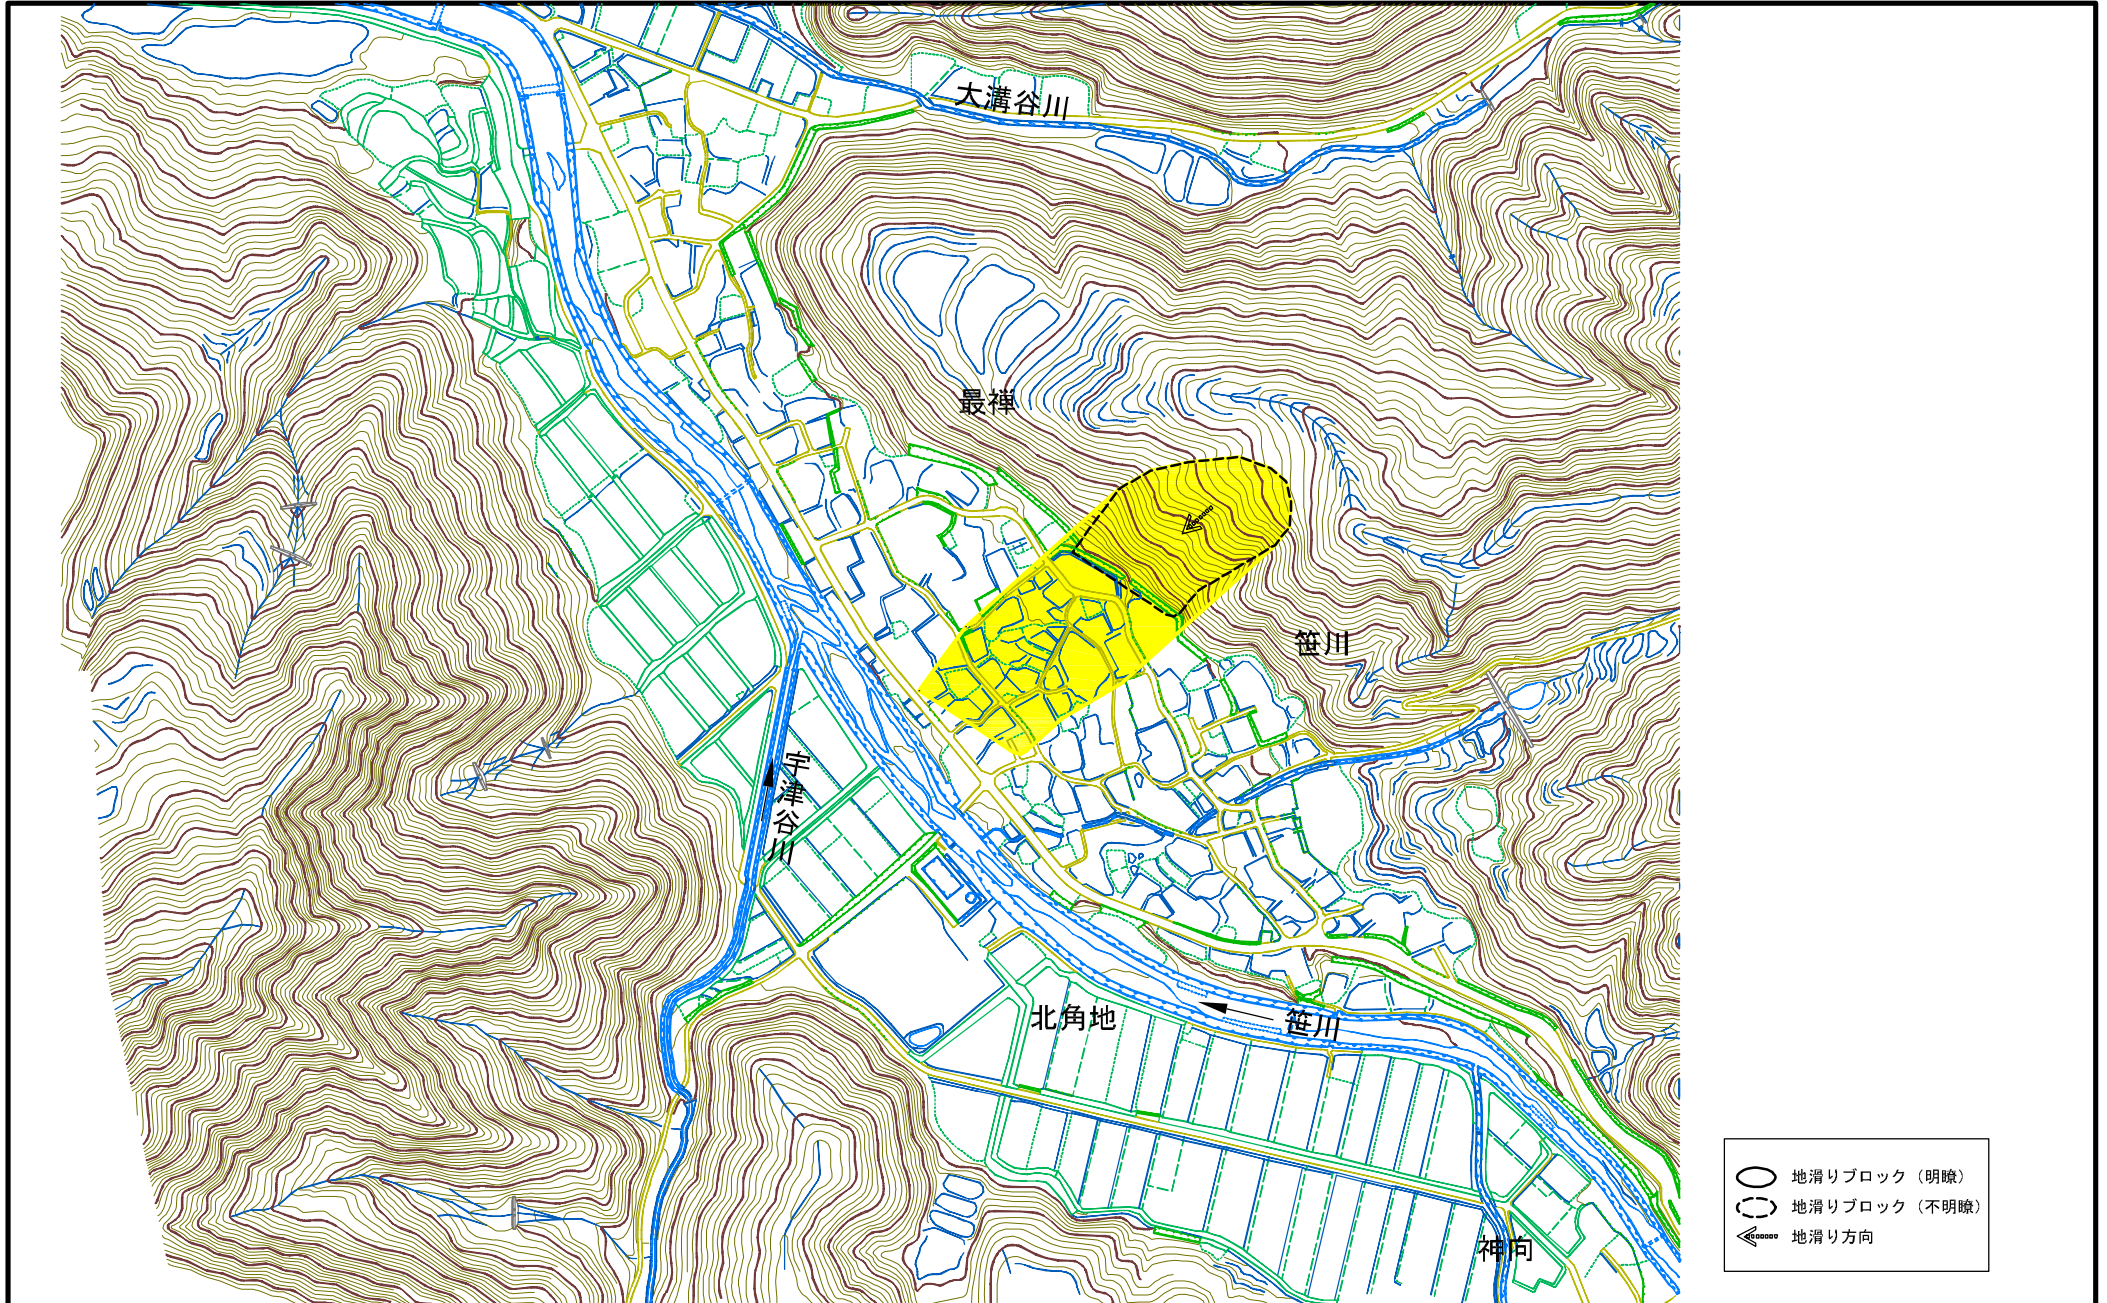 大溝谷川
最禅
笹川
宇津谷川
北角地
笹川
神向
地滑りブロック（明瞭）
地滑りブロック（不明瞭）
地滑り方向